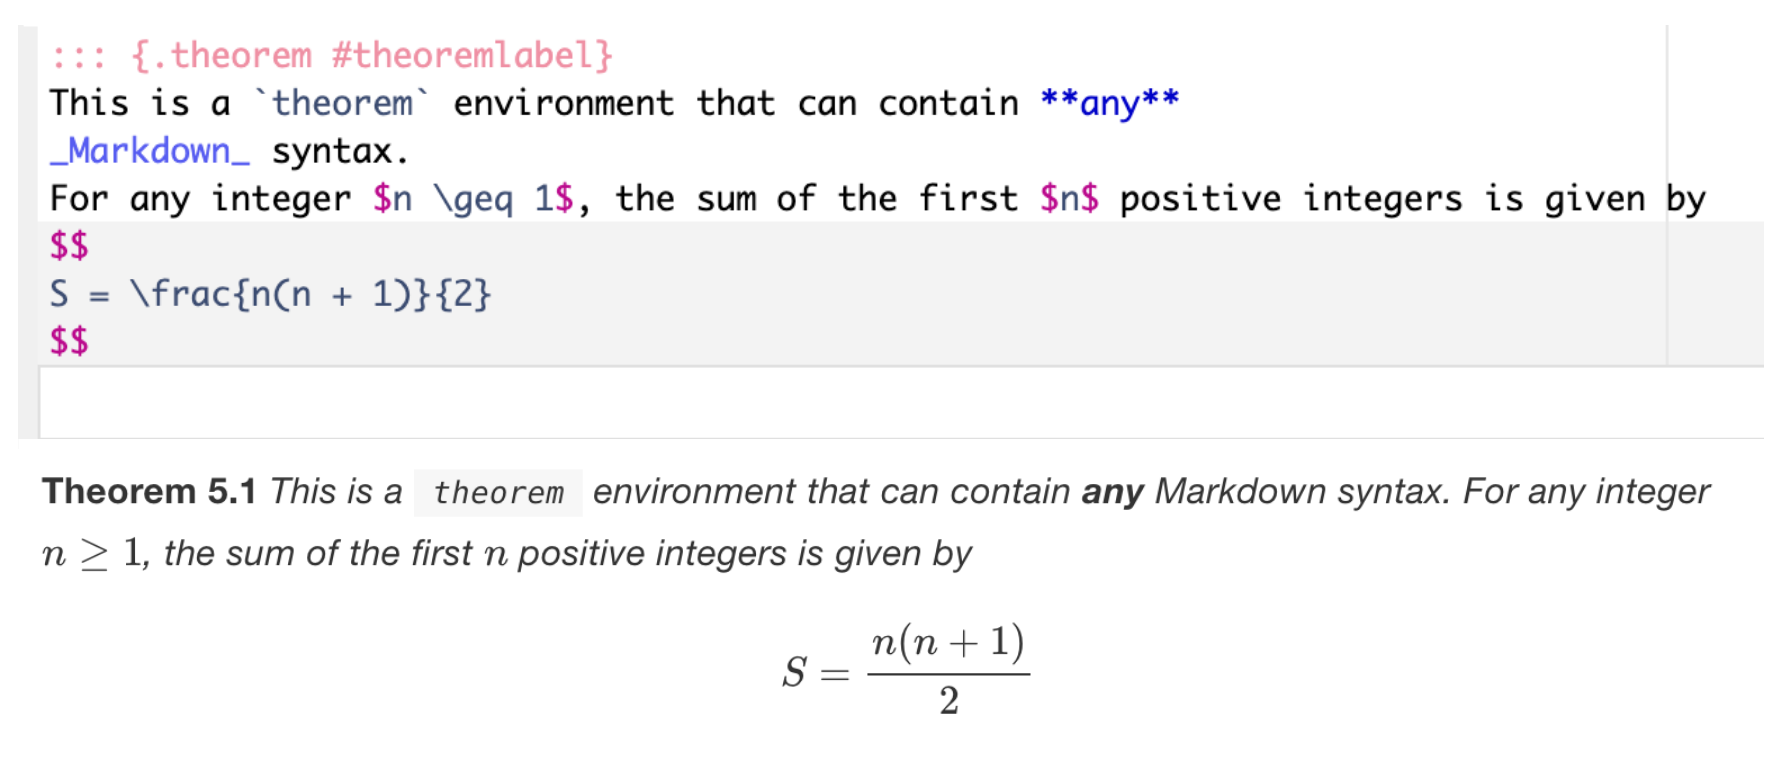 ::: {.theorem #theoremlabel}
This is a `theorem` environment that can contain **any**
_Markdown_ syntax.
For any integer $n \geq 1$, the sum of the first $n$ positive integers is given by
$$
S = \frac{n(n + 1)}{2}
$$
Theorem 5.1 This is a theorem environment that can contain any Markdown syntax. For any integer
n ≥ 1, the sum of the first n positive integers is given by
S = n(n + 1)
2